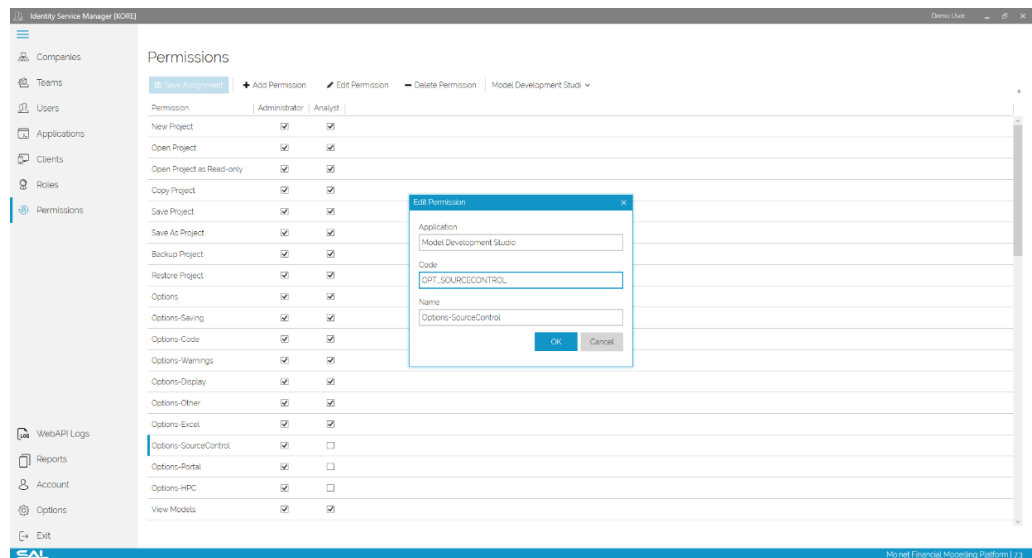 Identity Service Manager [KORE]
Demo User
Companies
Teams
Users
Applications
Clients
Roles
Permissions
WebAPI Logs
Reports
Account
Options
Exit
Permissions
Save Assignment
Add Permission
Edit Permission
Delete Permission
Model Development Studi
Permission Administrator Analyst
New Project
Open Project
Open Project as Read-only
Copy Project
Save Project
Save As Project
Backup Project
Restore Project
Options
Options-Saving
Options-Code
Options-Warnings
Options-Display
Options-Other
Options-Excel
Options-SourceControl
Options-Portal
Options-HPC
View Models
Edit Permission
Application
Model Development Studio
Code
OPT_SOURCECONTROL
Name
Options-SourceControl
OK
Cancel
SAL
Mo.net Financial Modelling Platform | 7.3